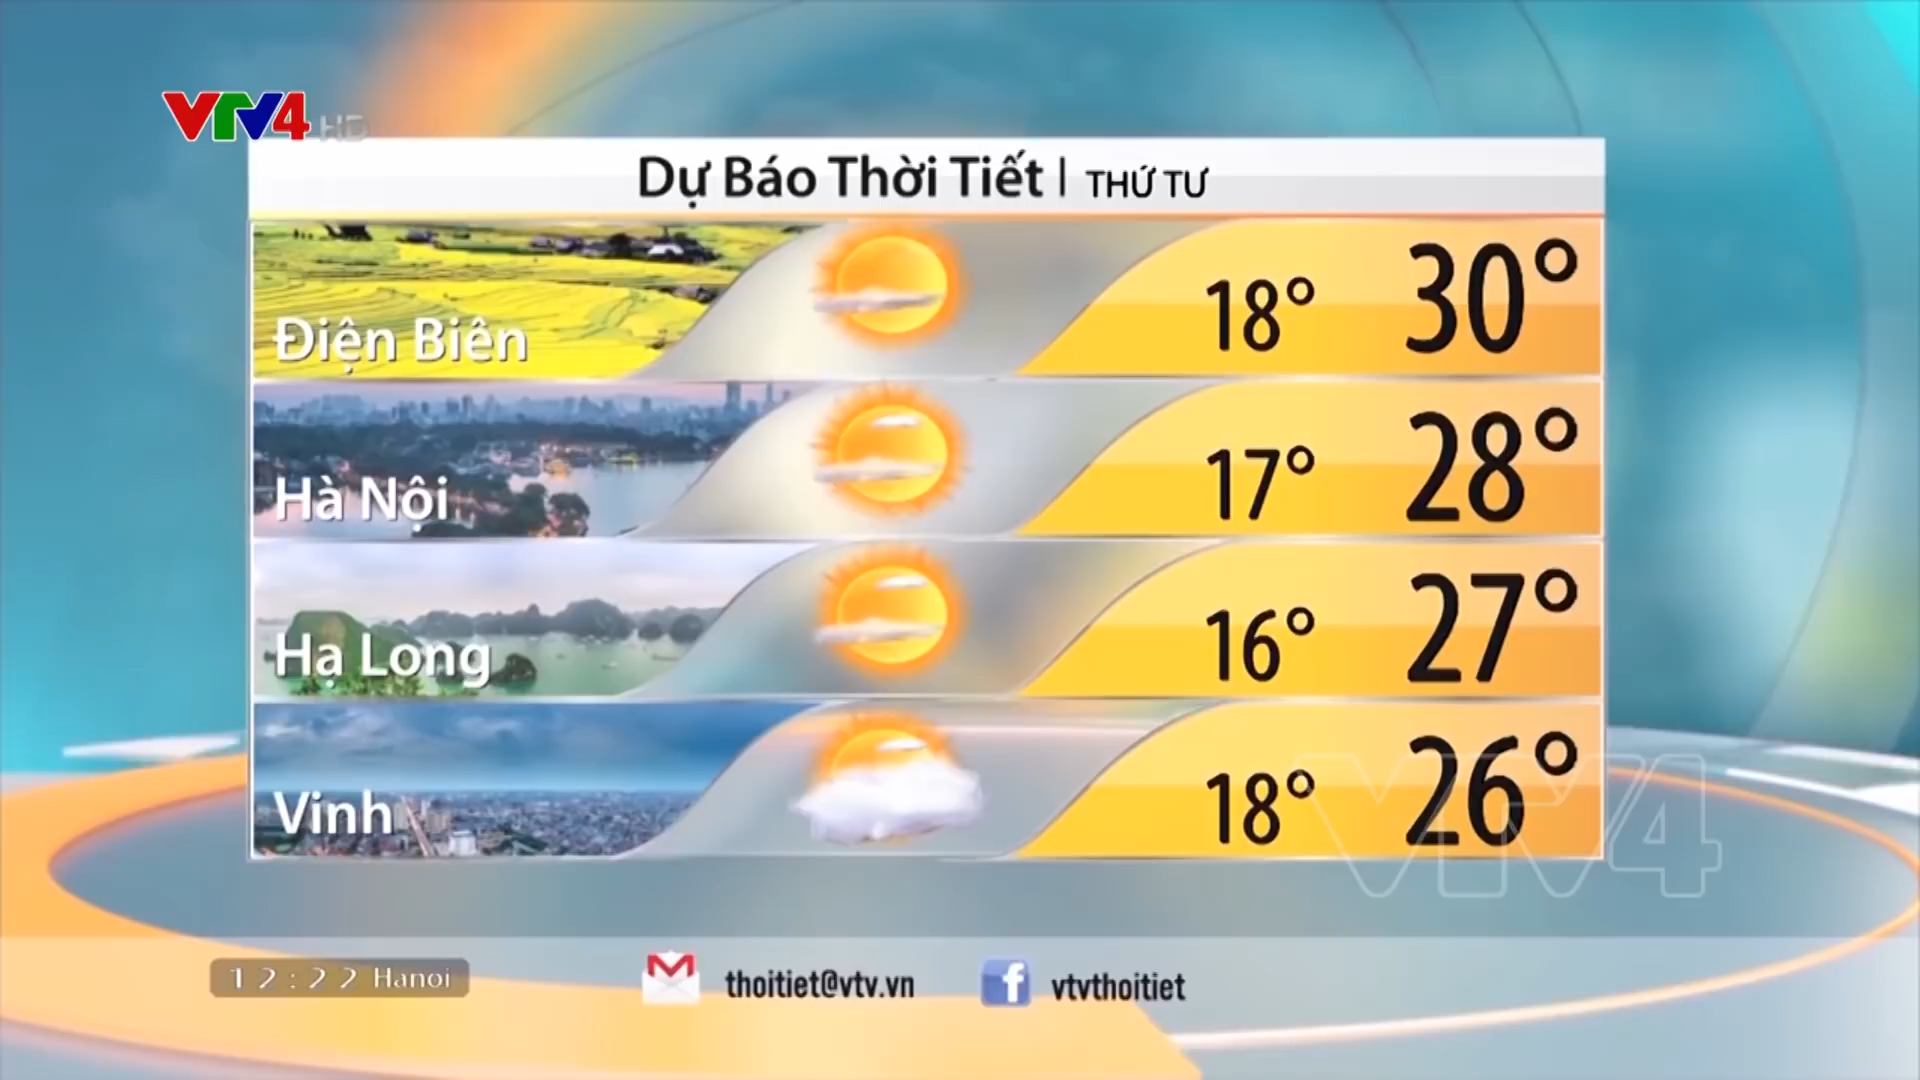 VTV4 HD
Dự Báo Thời Tiết | THỨ TƯ
Điện Biên 18° 30°
Hà Nội 17° 28°
Hạ Long 16° 27°
Vinh 18° 26°
VTV4
12:22 Hanoi thoitiet@vtv.vn vtvthoitiet